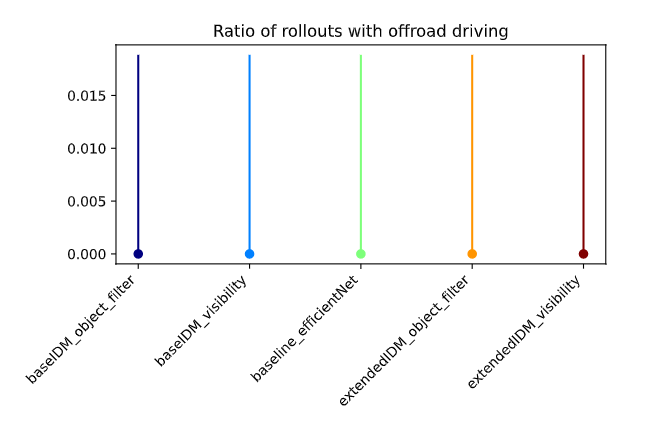 Ratio of rollouts with offroad driving
0.015
0.010
0.005
0.000
baseIDM_object_filter
baseIDM_visibility
baseline_efficientNet
extendedIDM_object_filter
extendedIDM_visibility